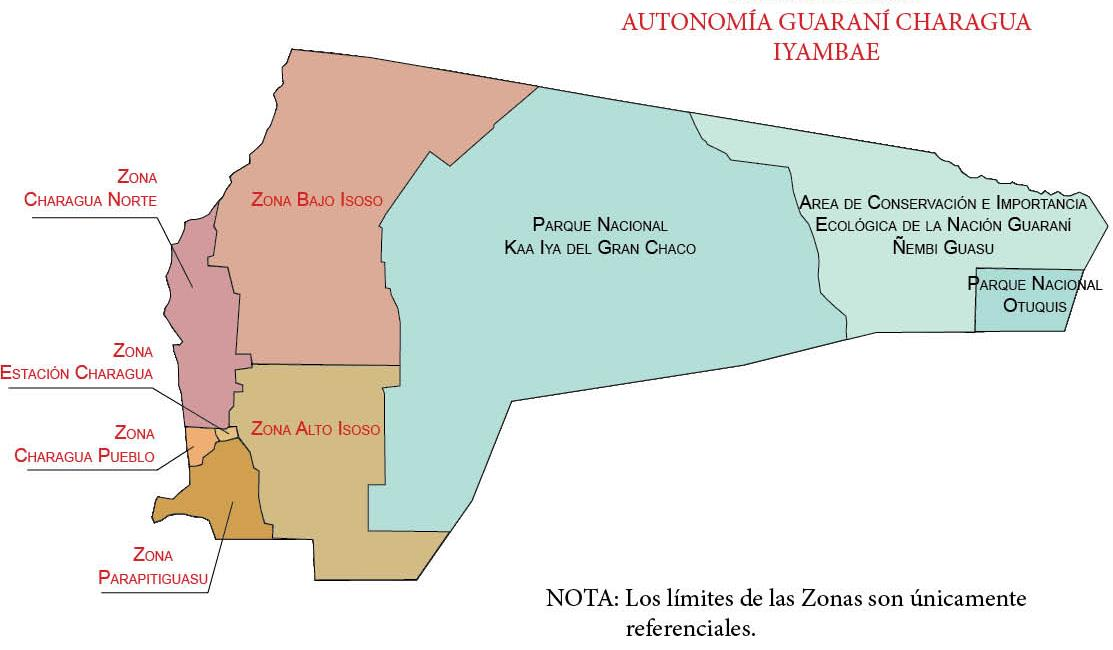 AUTONOMÍA GUARANÍ CHARAGUA
IYAMBAE
Zona
Charagua Norte
Zona Bajo Isoso
Parque Nacional
Kaa Iya del Gran Chaco
Area de Conservación e Importancia
Ecológica de la Nación Guaraní
Ñembi Guasu
Parque Nacional
Otuquis
Zona
Estación Charagua
Zona
Charagua Pueblo
Zona Alto Isoso
Zona
Parapitiguasu
NOTA: Los límites de las Zonas son únicamente
referenciales.